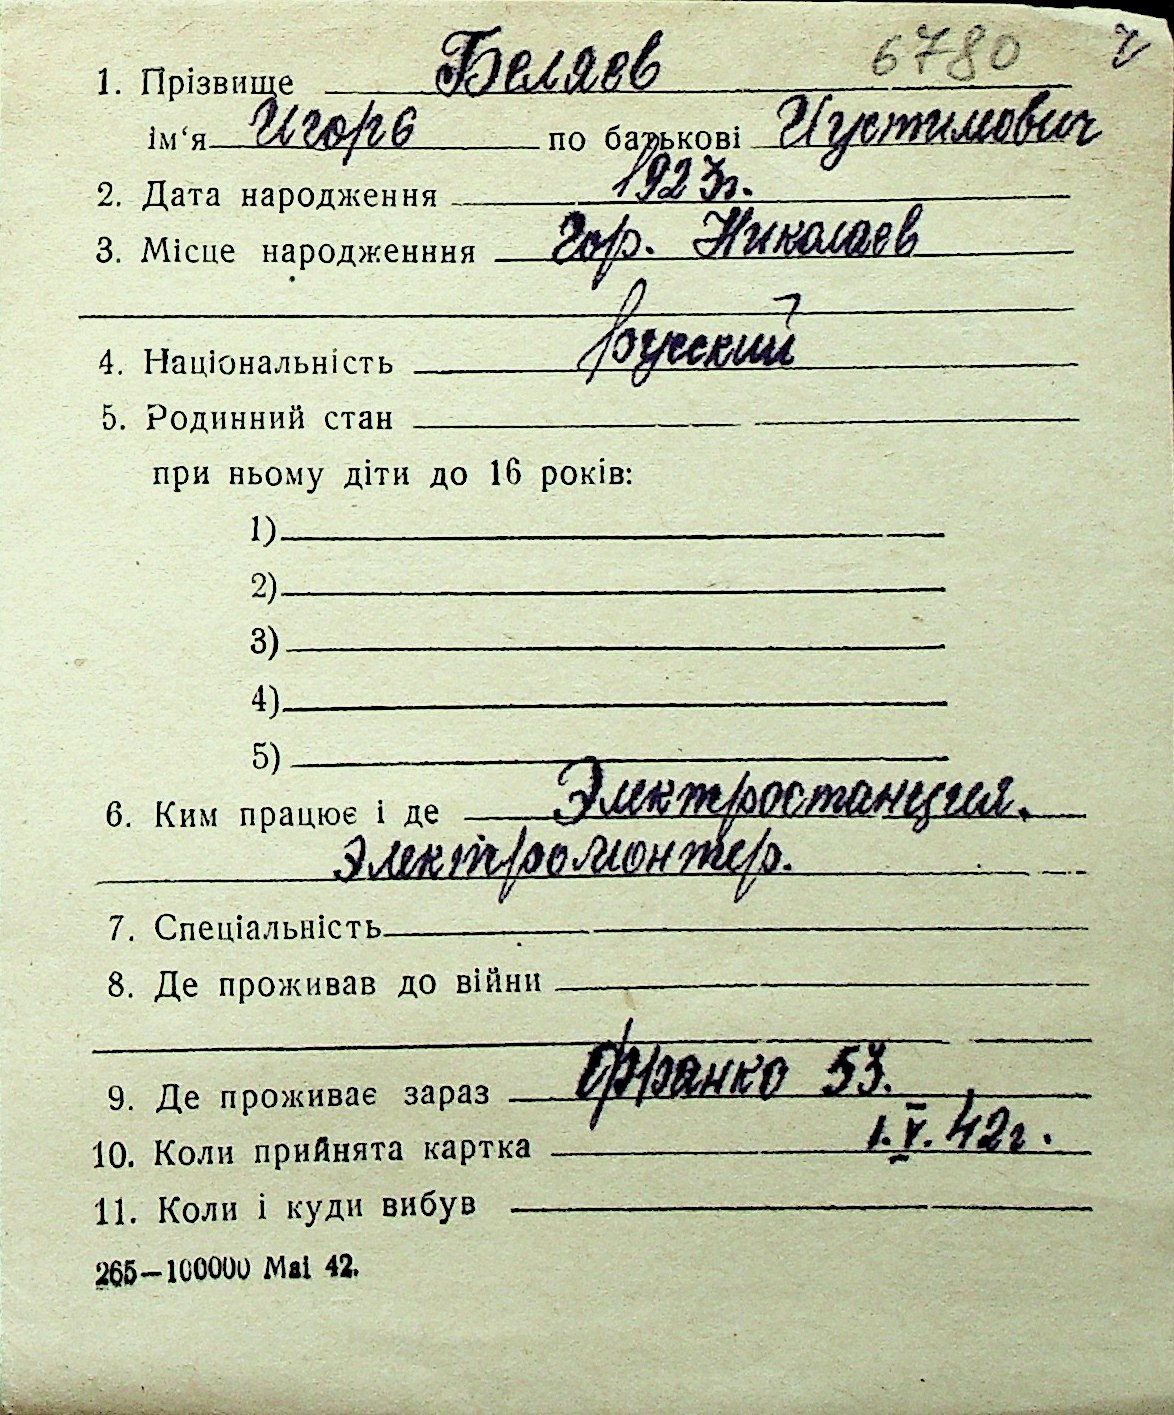 6780 ч
1. Прізвище Беляев
ім‘я Игорь по батькові Иустимович
2. Дата народження 1923г.
3. Місце народженння Гор. Николаев
4. Національність русский
5. Родинний стан
при ньому діти до 16 років:
1)
2)
3)
4)
5)
6. Ким працює і де Электростанция.
Электромонтер.
7. Спеціальність
8. Де проживав до війни
9. Де проживає зараз Франко 53.
10. Коли прийнята картка 1.V.42г.
11. Коли і куди вибув
265—100000 Mai 42.